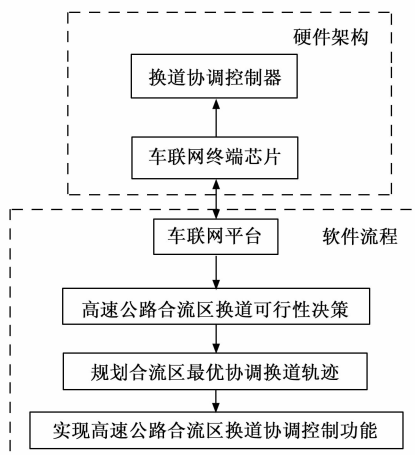 硬件架构
换道协调控制器
车联网终端芯片
车联网平台
软件流程
高速公路合流区换道可行性决策
规划合流区最优协调换道轨迹
实现高速公路合流区换道协调控制功能